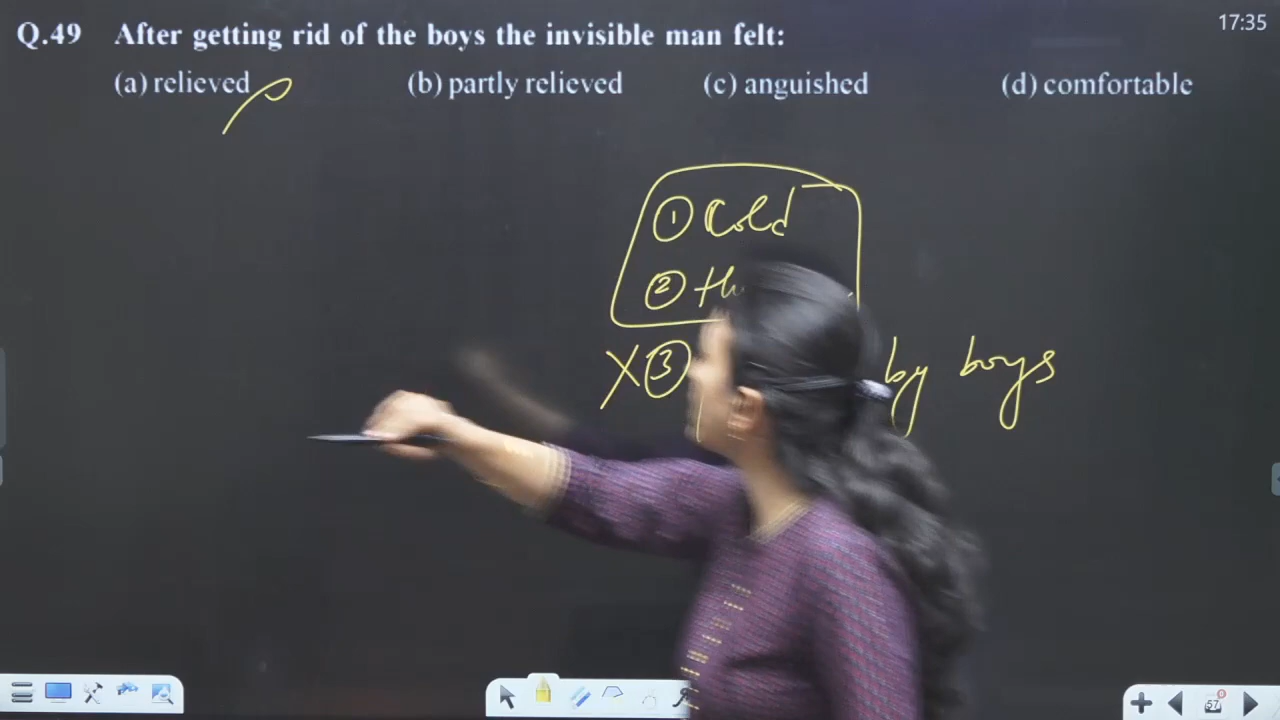 17:35
Q.49 After getting rid of the boys the invisible man felt:
(a) relieved (b) partly relieved (c) anguished (d) comfortable
① Cold
②
X ③ by boys
57